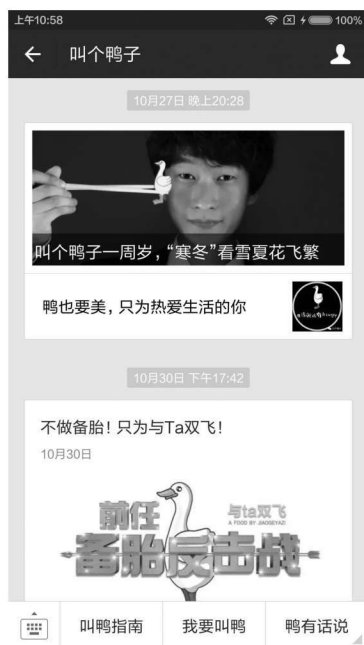 上午10:58
100%
叫个鸭子
10月27日 晚上20:28
叫个鸭子一周岁，“寒冬”看雪夏花飞繁
鸭也要美，只为热爱生活的你
10月30日 下午17:42
不做备胎！只为与Ta双飞！
10月30日
与ta双飞
A FOOD BY JIAOGEYAZI
前任
备胎反击战
叫鸭指南
我要叫鸭
鸭有话说